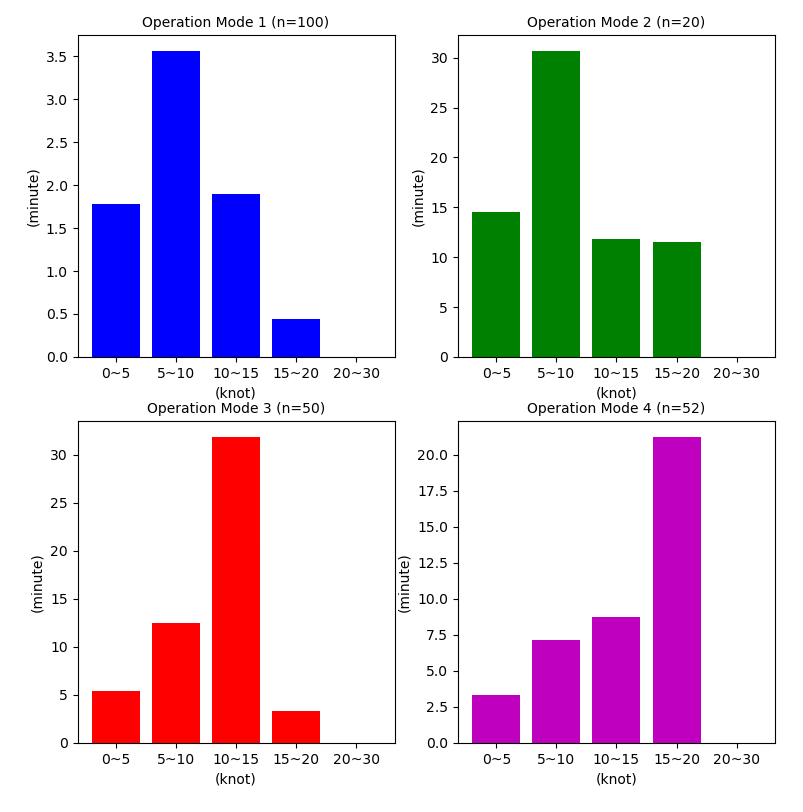 Operation Mode 1 (n=100)
3.5
3.0
2.5
2.0
1.5
1.0
0.5
0.0
(minute)
0~5 5~10 10~15 15~20 20~30
(knot)
Operation Mode 2 (n=20)
30
25
20
15
10
5
0
(minute)
0~5 5~10 10~15 15~20 20~30
(knot)
Operation Mode 3 (n=50)
30
25
20
15
10
5
0
(minute)
0~5 5~10 10~15 15~20 20~30
(knot)
Operation Mode 4 (n=52)
20.0
17.5
15.0
12.5
10.0
7.5
5.0
2.5
0.0
(minute)
0~5 5~10 10~15 15~20 20~30
(knot)